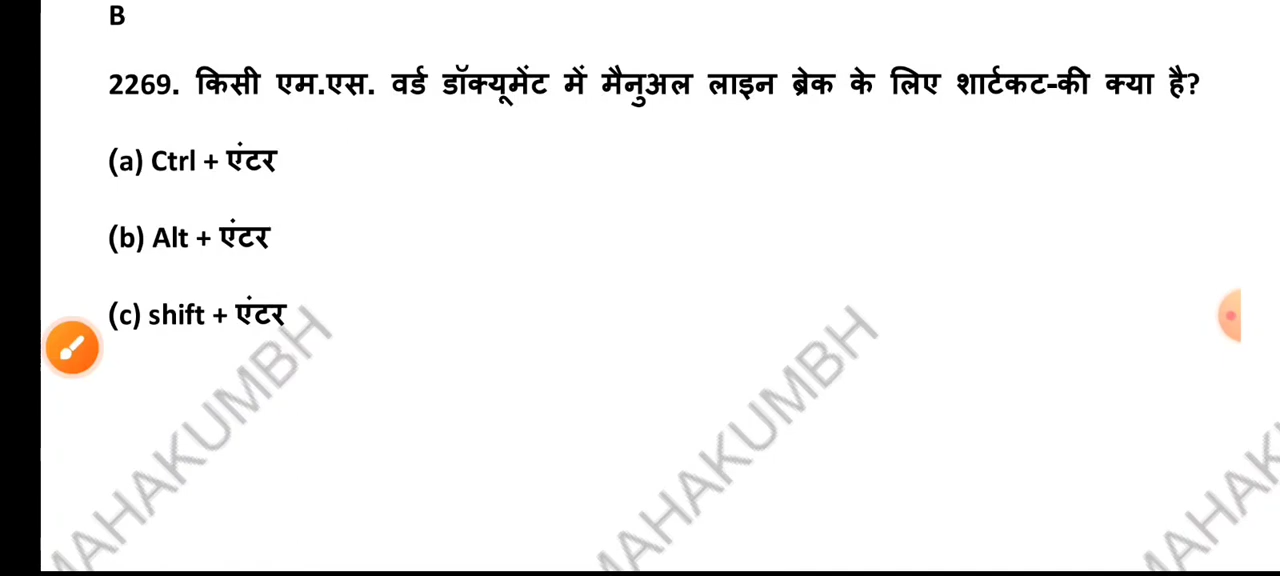 B
2269. किसी एम.एस. वर्ड डॉक्यूमेंट में मैनुअल लाइन ब्रेक के लिए शार्टकट-की क्या है?
(a) Ctrl + एंटर
(b) Alt + एंटर
(c) shift + एंटर
MAHAKUMBH
MAHAKUMBH